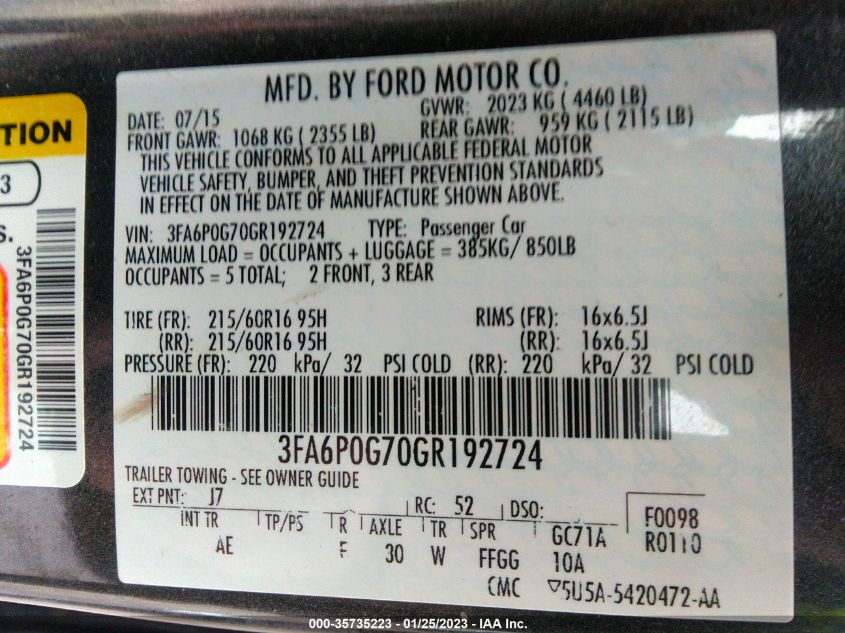 TION
3
s.
3FA6P0G70GR192724
MFD. BY FORD MOTOR CO.
DATE: 07/15 GVWR: 2023 KG ( 4460 LB)
FRONT GAWR: 1068 KG ( 2355 LB) REAR GAWR: 959 KG ( 2115 LB)
THIS VEHICLE CONFORMS TO ALL APPLICABLE FEDERAL MOTOR
VEHICLE SAFETY, BUMPER, AND THEFT PREVENTION STANDARDS
IN EFFECT ON THE DATE OF MANUFACTURE SHOWN ABOVE.
VIN: 3FA6P0G70GR192724 TYPE: Passenger Car
MAXIMUM LOAD = OCCUPANTS + LUGGAGE = 385KG/ 850LB
OCCUPANTS = 5 TOTAL; 2 FRONT, 3 REAR
TIRE (FR): 215/60R16 95H RIMS (FR): 16x6.5J
(RR): 215/60R16 95H (RR): 16x6.5J
PRESSURE (FR): 220 kPa/ 32 PSI COLD (RR): 220 kPa/ 32 PSI COLD
3FA6P0G70GR192724
TRAILER TOWING - SEE OWNER GUIDE
EXT PNT: J7 RC: 52 DSO: F0098
INT TR TP/PS R AXLE TR SPR GC71A R0110
AE F 30 W FFGG 10A
CMC 5U5A-5420472-AA
000-35735223 - 01/25/2023 - IAA Inc.